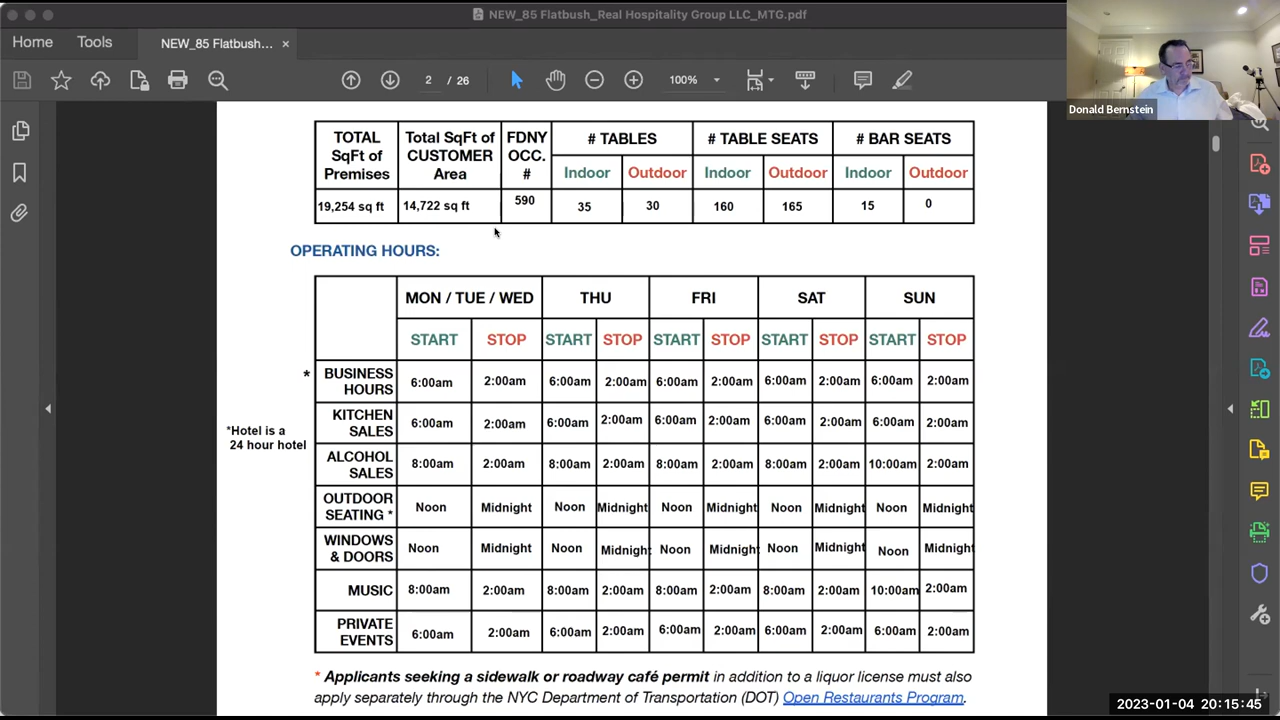 NEW_85 Flatbush_Real Hospitality Group LLC_MTG.pdf
Home Tools NEW_85 Flatbush... ×
2 / 26 100%
Donald Bernstein
TOTAL SqFt of Premises Total SqFt of CUSTOMER Area FDNY OCC. # # TABLES # TABLE SEATS # BAR SEATS
Indoor Outdoor Indoor Outdoor Indoor Outdoor
19,254 sq ft 14,722 sq ft 590 35 30 160 165 15 0
OPERATING HOURS:
MON / TUE / WED THU FRI SAT SUN
START STOP START STOP START STOP START STOP START STOP
* BUSINESS HOURS 6:00am 2:00am 6:00am 2:00am 6:00am 2:00am 6:00am 2:00am 6:00am 2:00am
*Hotel is a
24 hour hotel
KITCHEN SALES 6:00am 2:00am 6:00am 2:00am 6:00am 2:00am 6:00am 2:00am 6:00am 2:00am
ALCOHOL SALES 8:00am 2:00am 8:00am 2:00am 8:00am 2:00am 8:00am 2:00am 10:00am 2:00am
OUTDOOR SEATING * Noon Midnight Noon Midnight Noon Midnight Noon Midnight Noon Midnight
WINDOWS & DOORS Noon Midnight Noon Midnight Noon Midnight Noon Midnight Noon Midnight
MUSIC 8:00am 2:00am 8:00am 2:00am 8:00am 2:00am 8:00am 2:00am 10:00am 2:00am
PRIVATE EVENTS 6:00am 2:00am 6:00am 2:00am 6:00am 2:00am 6:00am 2:00am 6:00am 2:00am
* Applicants seeking a sidewalk or roadway café permit in addition to a liquor license must also
apply separately through the NYC Department of Transportation (DOT) Open Restaurants Program.
2023-01-04 20:15:45